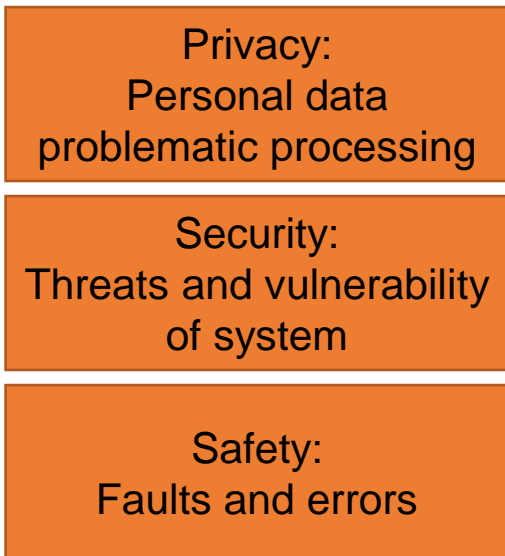 Privacy:
Personal data
problematic processing
Security:
Threats and vulnerability
of system
Safety:
Faults and errors